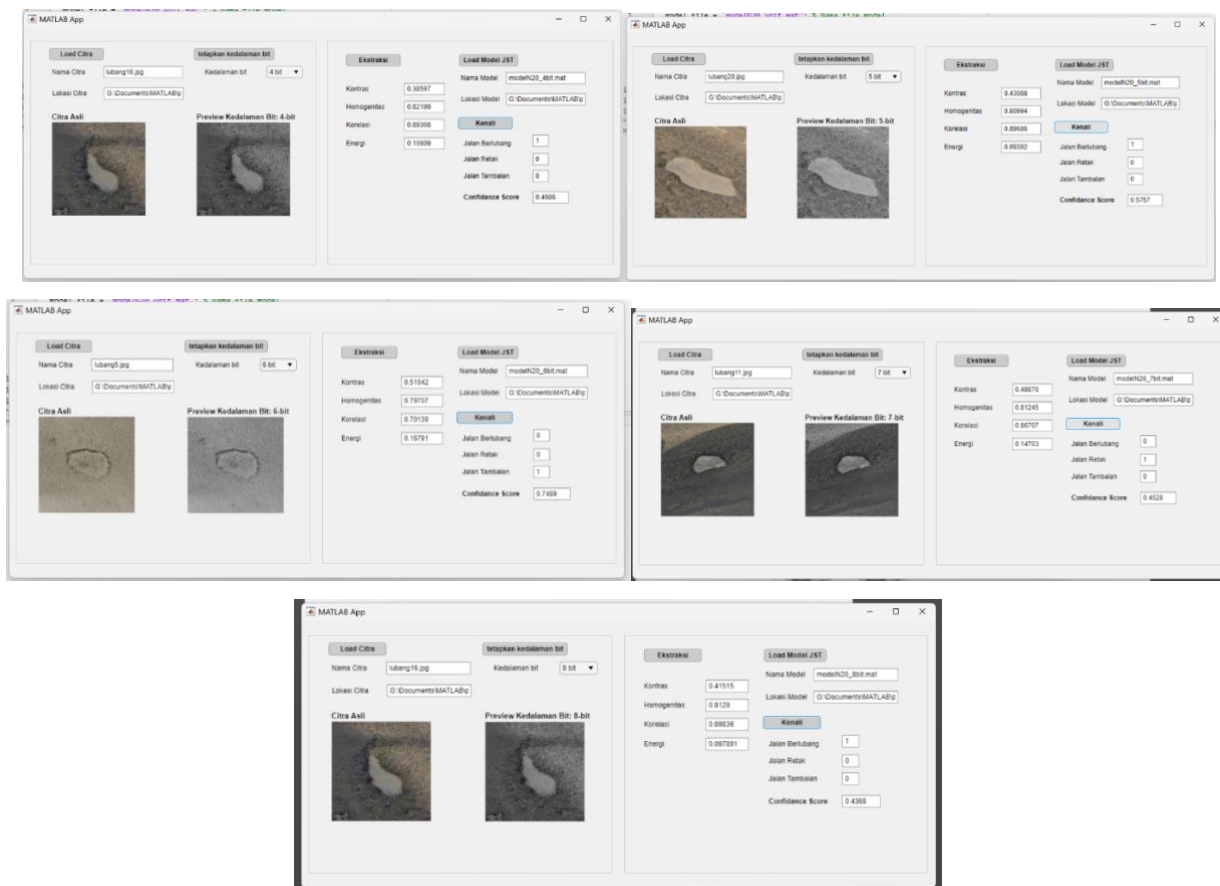 MATLAB App
Load Citra
tetapkan kedalaman bit
Nama Citra lubang16.jpg Kedalaman bit 4 bit
Lokasi Citra G:\Documents\MATLAB\p
Citra Asli Preview Kedalaman Bit: 4-bit
Ekstraksi Load Model JST
Nama Model modelN20_4bit.mat
Kontras 0.38597
Lokasi Model G:\Documents\MATLAB\p
Homogenitas 0.82199
Korelasi 0.89368 Kenali
Energi 0.10809 Jalan Berlubang 1
Jalan Retak 0
Jalan Tambalan 0
Confidance Score 0.4686
MATLAB App
Load Citra
tetapkan kedalaman bit
Nama Citra lubang20.jpg Kedalaman bit 5 bit
Lokasi Citra G:\Documents\MATLAB\p
Citra Asli Preview Kedalaman Bit: 5-bit
Ekstraksi Load Model JST
Nama Model modelN20_5bit.mat
Kontras
Lokasi Model G:\Documents\MATLAB\p
Homogenitas 0.80994
Korelasi Kenali
Energi Jalan Berlubang 1
Jalan Retak 0
Jalan Tambalan 0
Confidance Score 0.5757
MATLAB App
Load Citra tetapkan kedalaman bit
Nama Citra lubang5.jpg Kedalaman bit 6 bit
Lokasi Citra G:\Documents\MATLAB\p
Citra Asli Preview Kedalaman Bit: 6-bit
Ekstraksi Load Model JST
Nama Model modelN20_6bit.mat
Kontras 0.51042
Lokasi Model G:\Documents\MATLAB\p
Homogenitas 0.79707
Korelasi 0.70139 Kenali
Energi 0.16791 Jalan Berlubang 0
Jalan Retak 0
Jalan Tambalan 1
Confidance Score 0.7489
MATLAB App
Load Citra tetapkan kedalaman bit
Nama Citra lubang11.jpg Kedalaman bit 7 bit
Lokasi Citra G:\Documents\MATLAB\p
Citra Asli Preview Kedalaman Bit: 7-bit
Ekstraksi Load Model JST
Nama Model modelN20_7bit.mat
Kontras 0.48676
Lokasi Model G:\Documents\MATLAB\p
Homogenitas 0.81245
Korelasi 0.86707 Kenali
Energi 0.14703 Jalan Berlubang 0
Jalan Retak 1
Jalan Tambalan 0
Confidance Score 0.4028
MATLAB App
Load Citra tetapkan kedalaman bit
Nama Citra lubang16.jpg Kedalaman bit 8 bit
Lokasi Citra G:\Documents\MATLAB\p
Citra Asli Preview Kedalaman Bit: 8-bit
Ekstraksi Load Model JST
Nama Model modelN20_8bit.mat
Kontras 0.41515
Lokasi Model G:\Documents\MATLAB\p
Homogenitas 0.8129
Korelasi 0.88636 Kenali
Energi 0.097891 Jalan Berlubang 1
Jalan Retak 0
Jalan Tambalan 0
Confidance Score 0.4369